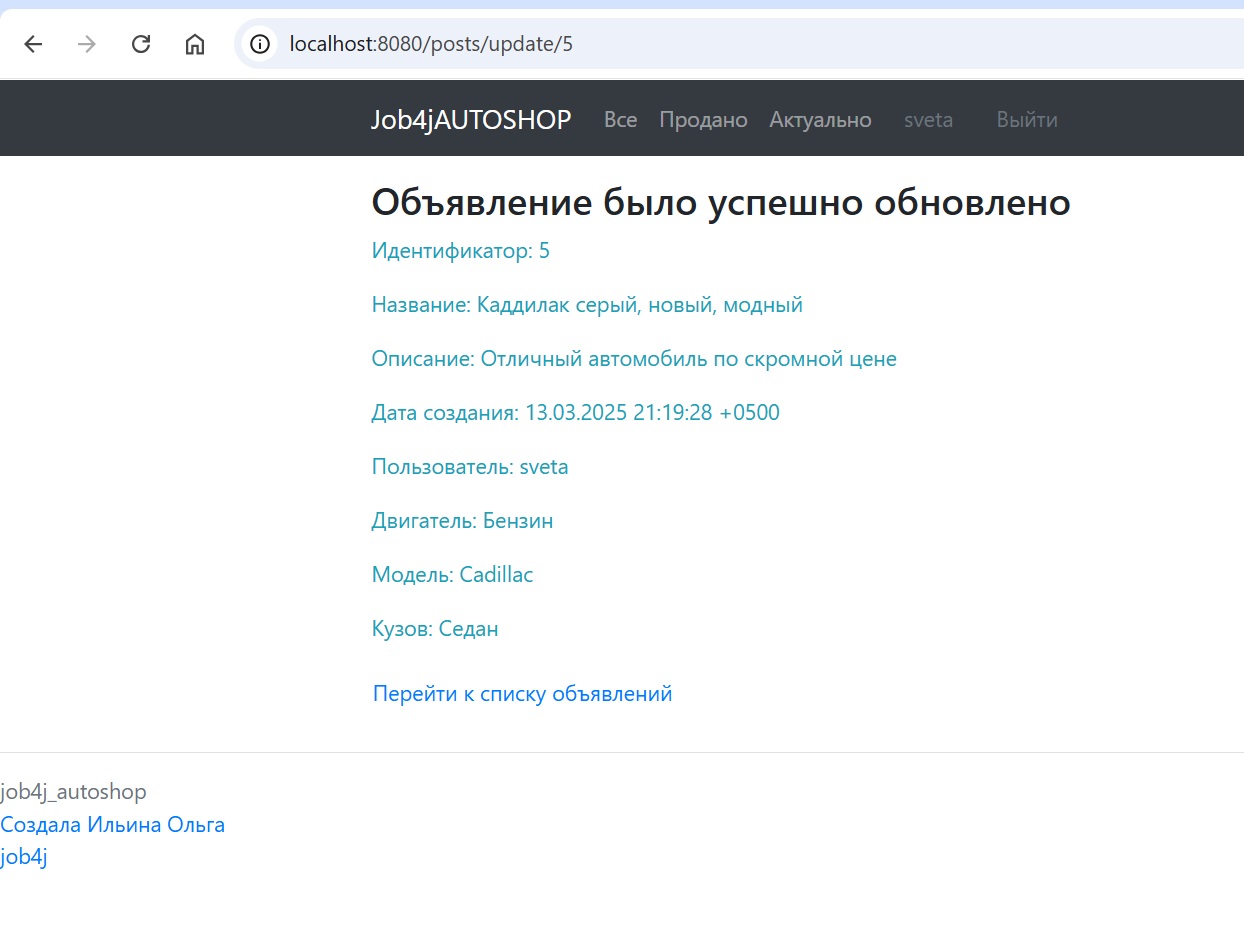 localhost:8080/posts/update/5
Job4jAUTOSHOP Все Продано Актуально sveta Выйти
Объявление было успешно обновлено
Идентификатор: 5
Название: Каддилак серый, новый, модный
Описание: Отличный автомобиль по скромной цене
Дата создания: 13.03.2025 21:19:28 +0500
Пользователь: sveta
Двигатель: Бензин
Модель: Cadillac
Кузов: Седан
Перейти к списку объявлений
job4j_autoshop
Создала Ильина Ольга
job4j